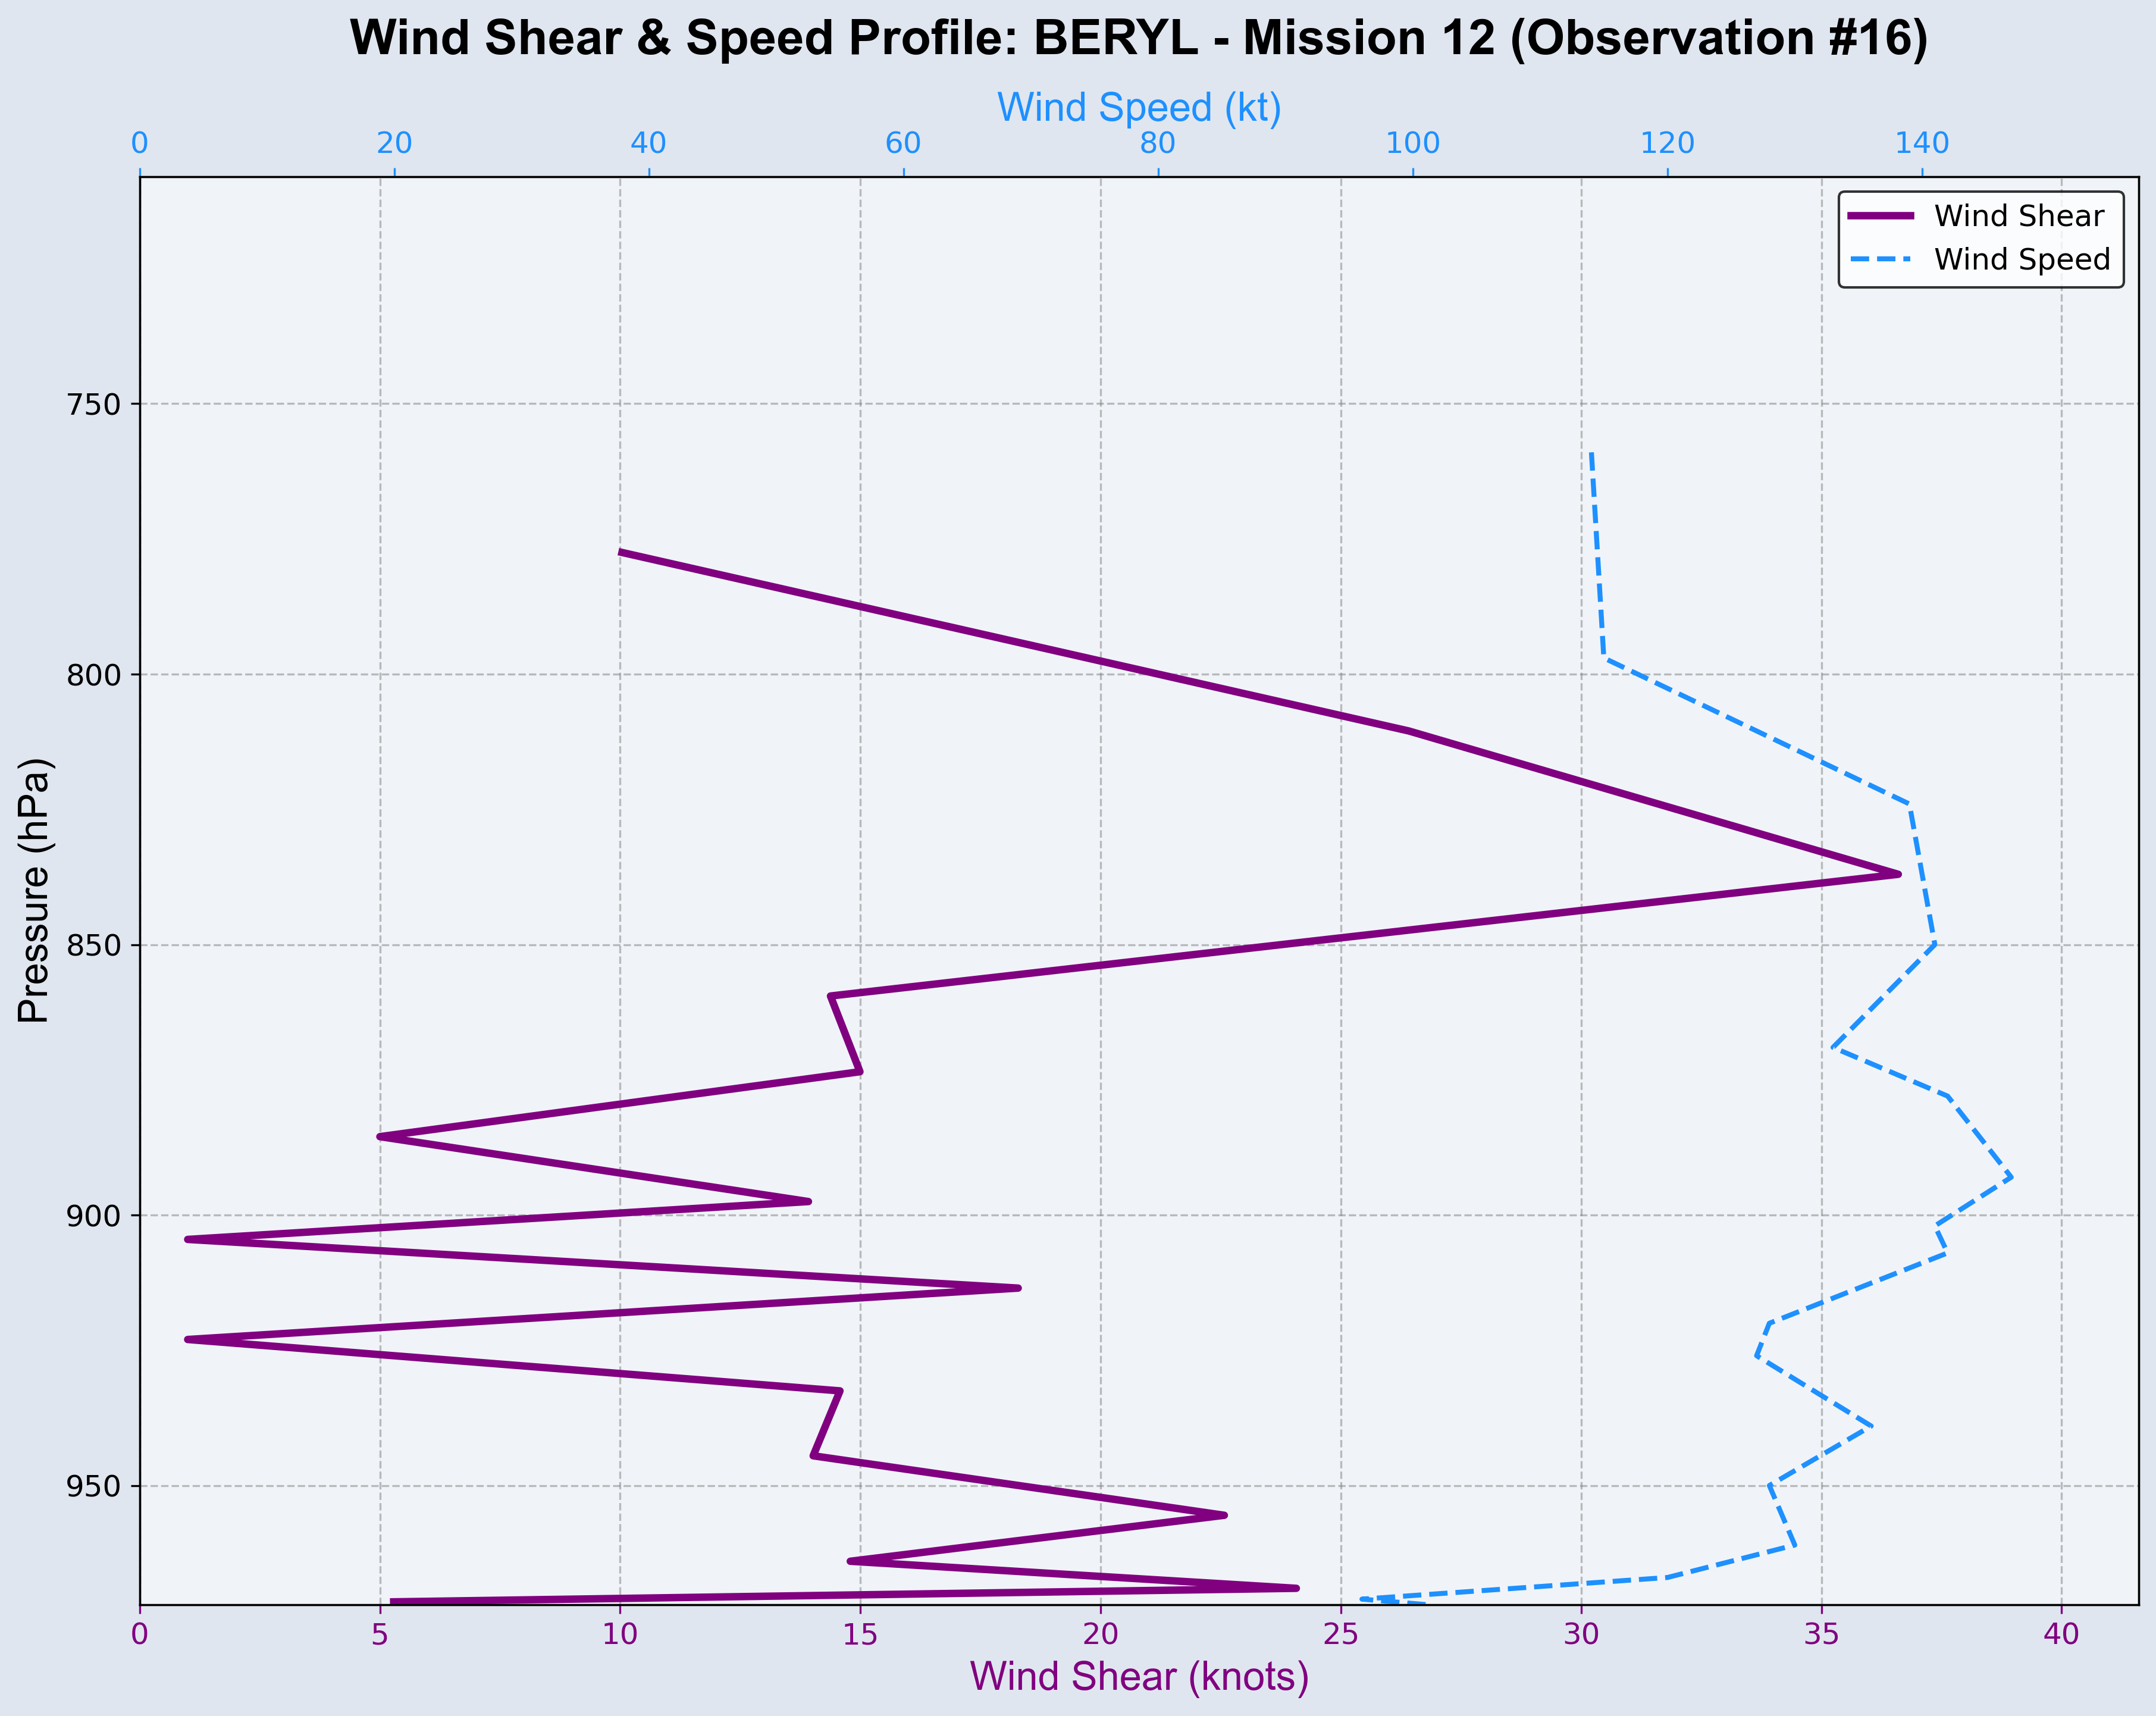 Wind Shear & Speed Profile: BERYL - Mission 12 (Observation #16)
Wind Speed (kt)
0 20 40 60 80 100 120 140
Wind Shear
Wind Speed
750
800
850
900
950
Pressure (hPa)
0 5 10 15 20 25 30 35 40
Wind Shear (knots)